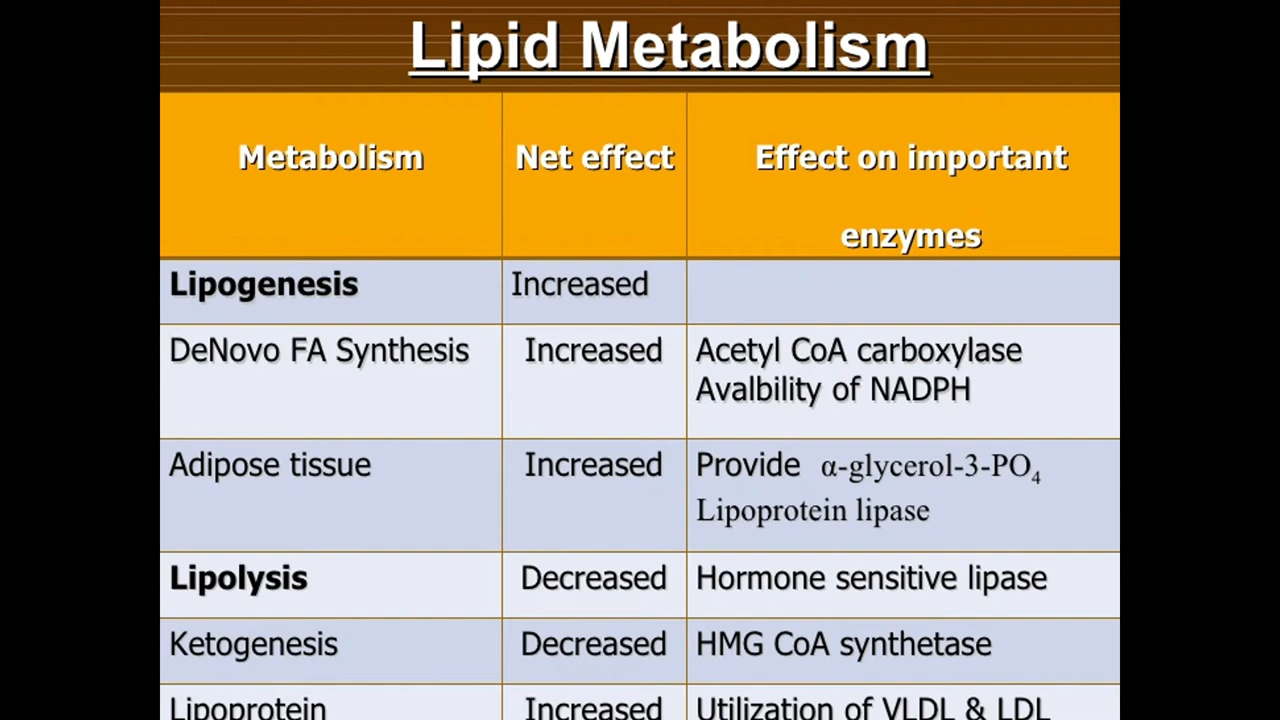 Lipid Metabolism
Metabolism Net effect Effect on important
enzymes
Lipogenesis Increased
DeNovo FA Synthesis Increased Acetyl CoA carboxylase
Avalbility of NADPH
Adipose tissue Increased Provide α-glycerol-3-PO₄
Lipoprotein lipase
Lipolysis Decreased Hormone sensitive lipase
Ketogenesis Decreased HMG CoA synthetase
Lipoprotein Increased Utilization of VLDL & LDL